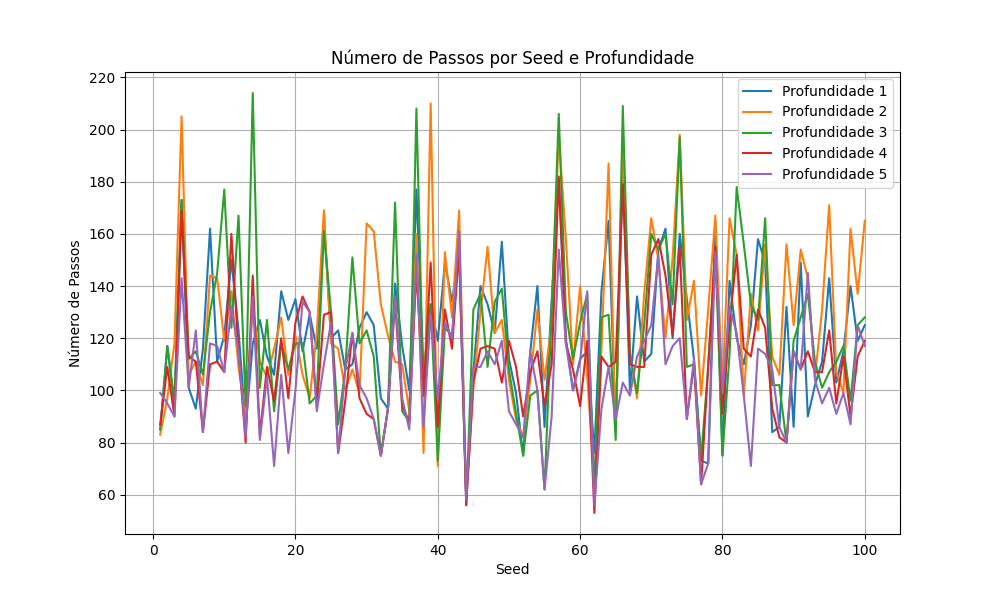 Número de Passos por Seed e Profundidade
Número de Passos
220
200
180
160
140
120
100
80
60
0
20
40
60
80
100
Seed
Profundidade 1
Profundidade 2
Profundidade 3
Profundidade 4
Profundidade 5